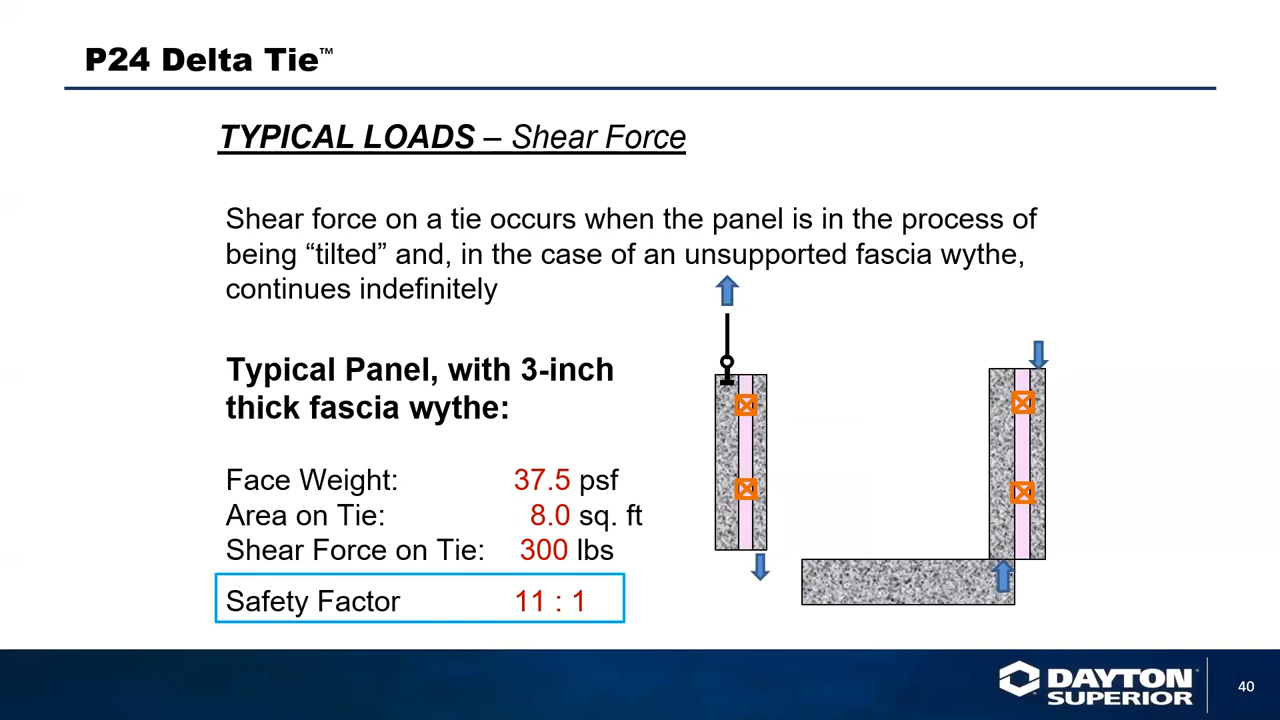 P24 Delta Tie™
TYPICAL LOADS – Shear Force
Shear force on a tie occurs when the panel is in the process of
being “tilted” and, in the case of an unsupported fascia wythe,
continues indefinitely
Typical Panel, with 3-inch
thick fascia wythe:
Face Weight: 37.5 psf
Area on Tie: 8.0 sq. ft
Shear Force on Tie: 300 lbs
Safety Factor 11 : 1
DAYTON
SUPERIOR
40